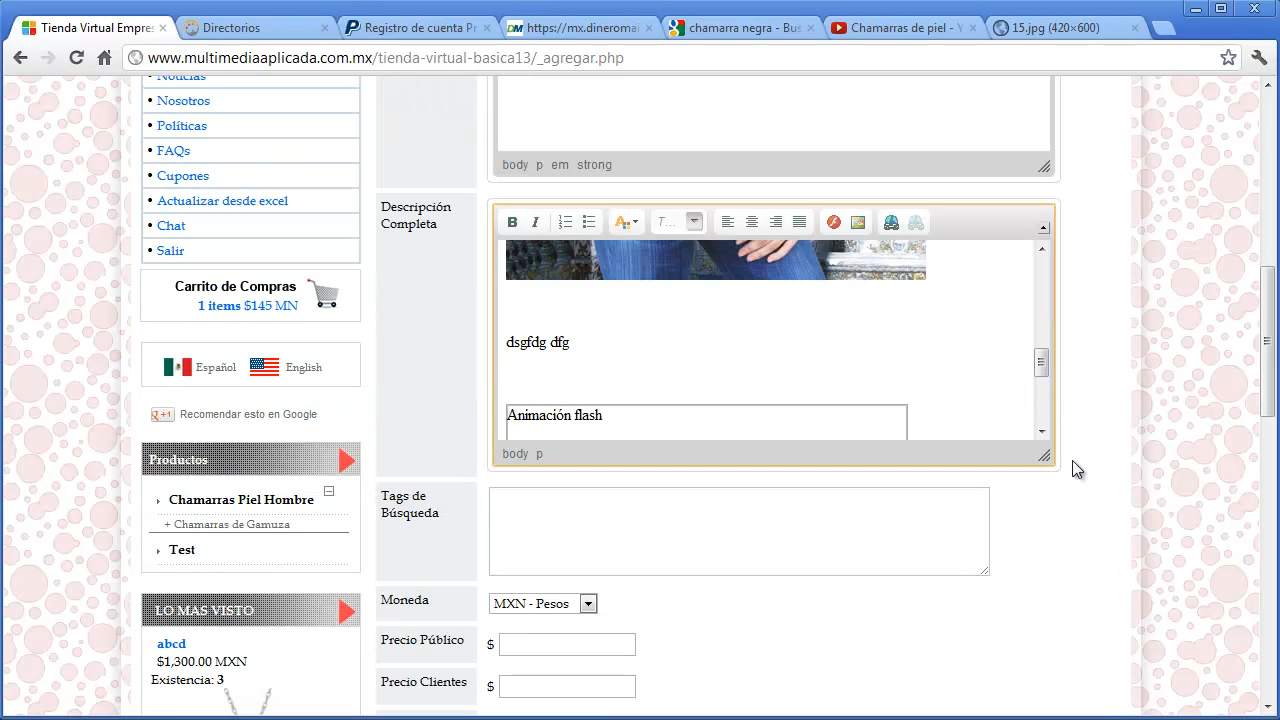 Tienda Virtual Empres
Directorios
Registro de cuenta Pr
https://mx.dineromai
chamarra negra - Bus
Chamarras de piel - Y
15.jpg (420×600)
www.multimediaaplicada.com.mx/tienda-virtual-basica13/_agregar.php
Noticias
• Nosotros
• Políticas
• FAQs
• Cupones
• Actualizar desde excel
• Chat
• Salir
Carrito de Compras
1 items $145 MN
Español
English
g +1 Recomendar esto en Google
Productos
Chamarras Piel Hombre
+ Chamarras de Gamuza
Test
LO MAS VISTO
abcd
$1,300.00 MXN
Existencia: 3
body p em strong
Descripción
Completa
B I T...
dsgfdg dfg
Animación flash
body p
Tags de
Búsqueda
Moneda
MXN - Pesos
Precio Público
$
Precio Clientes
$